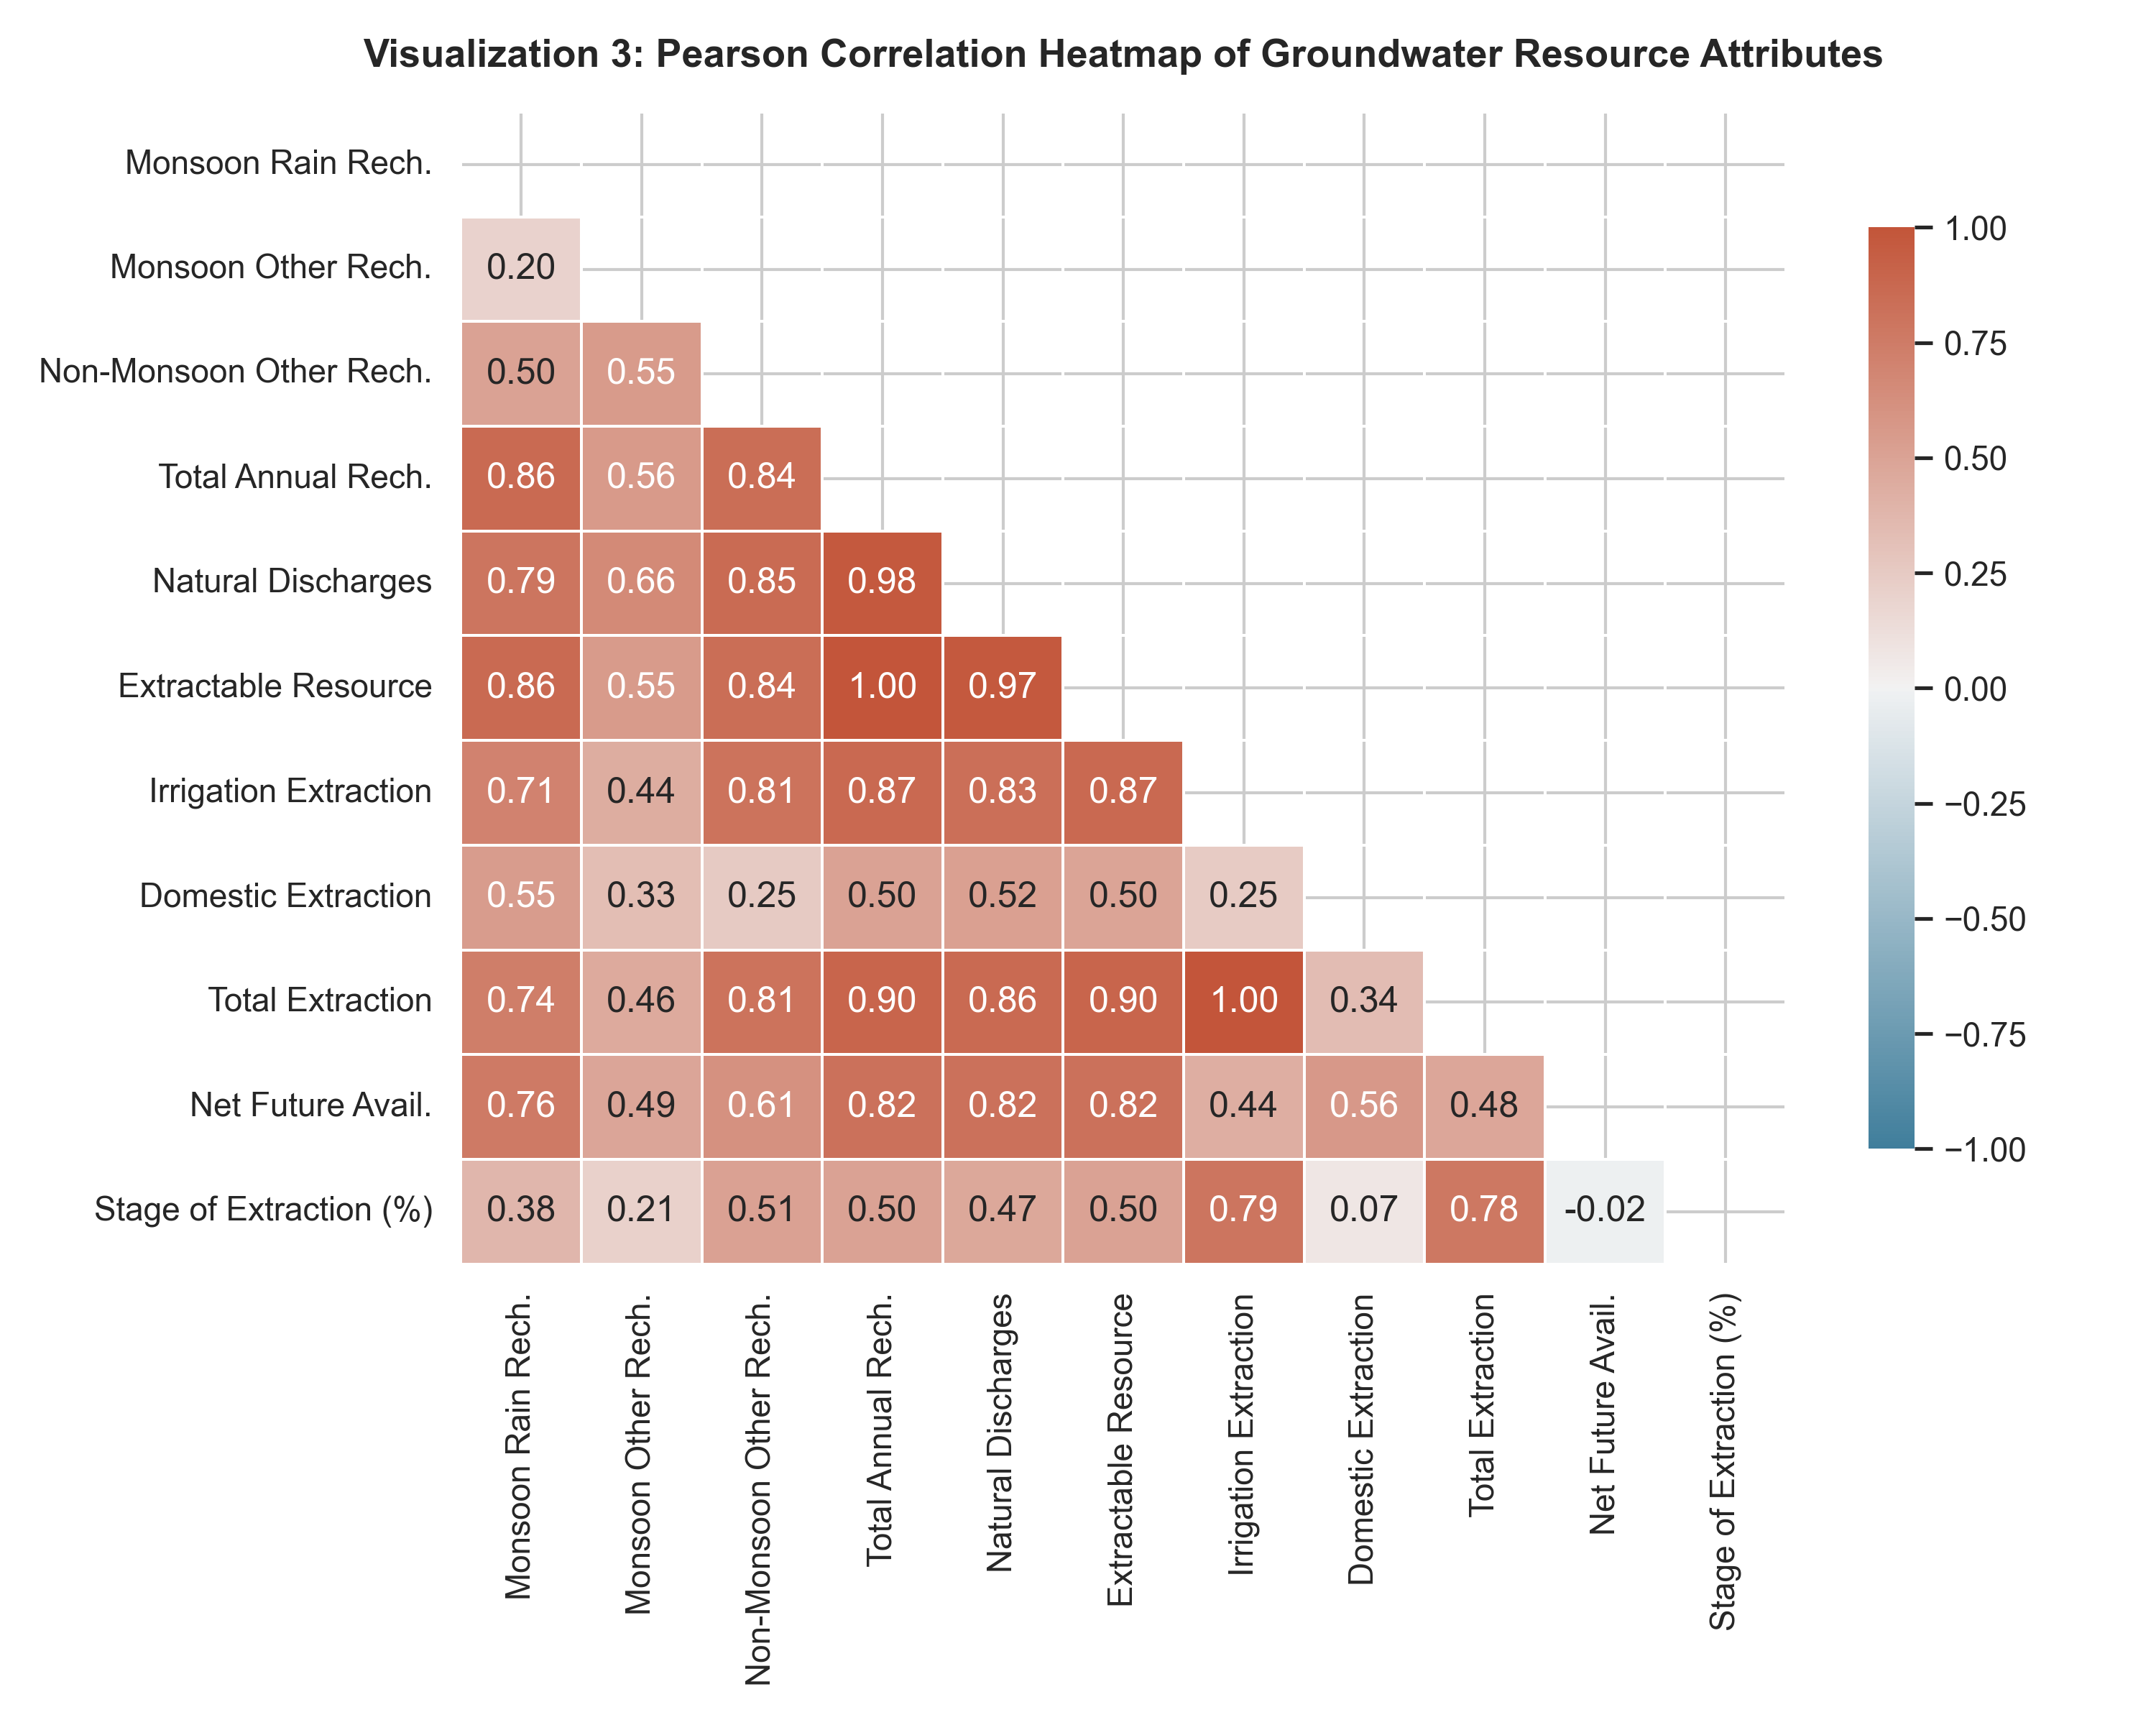 Visualization 3: Pearson Correlation Heatmap of Groundwater Resource Attributes
Monsoon Rain Rech.
Monsoon Other Rech. 0.20
Non-Monsoon Other Rech. 0.50 0.55
Total Annual Rech. 0.86 0.56 0.84
Natural Discharges 0.79 0.66 0.85 0.98
Extractable Resource 0.86 0.55 0.84 1.00 0.97
Irrigation Extraction 0.71 0.44 0.81 0.87 0.83 0.87
Domestic Extraction 0.55 0.33 0.25 0.50 0.52 0.50 0.25
Total Extraction 0.74 0.46 0.81 0.90 0.86 0.90 1.00 0.34
Net Future Avail. 0.76 0.49 0.61 0.82 0.82 0.82 0.44 0.56 0.48
Stage of Extraction (%) 0.38 0.21 0.51 0.50 0.47 0.50 0.79 0.07 0.78 -0.02
Monsoon Rain Rech.
Monsoon Other Rech.
Non-Monsoon Other Rech.
Total Annual Rech.
Natural Discharges
Extractable Resource
Irrigation Extraction
Domestic Extraction
Total Extraction
Net Future Avail.
Stage of Extraction (%)
1.00
0.75
0.50
0.25
0.00
−0.25
−0.50
−0.75
−1.00